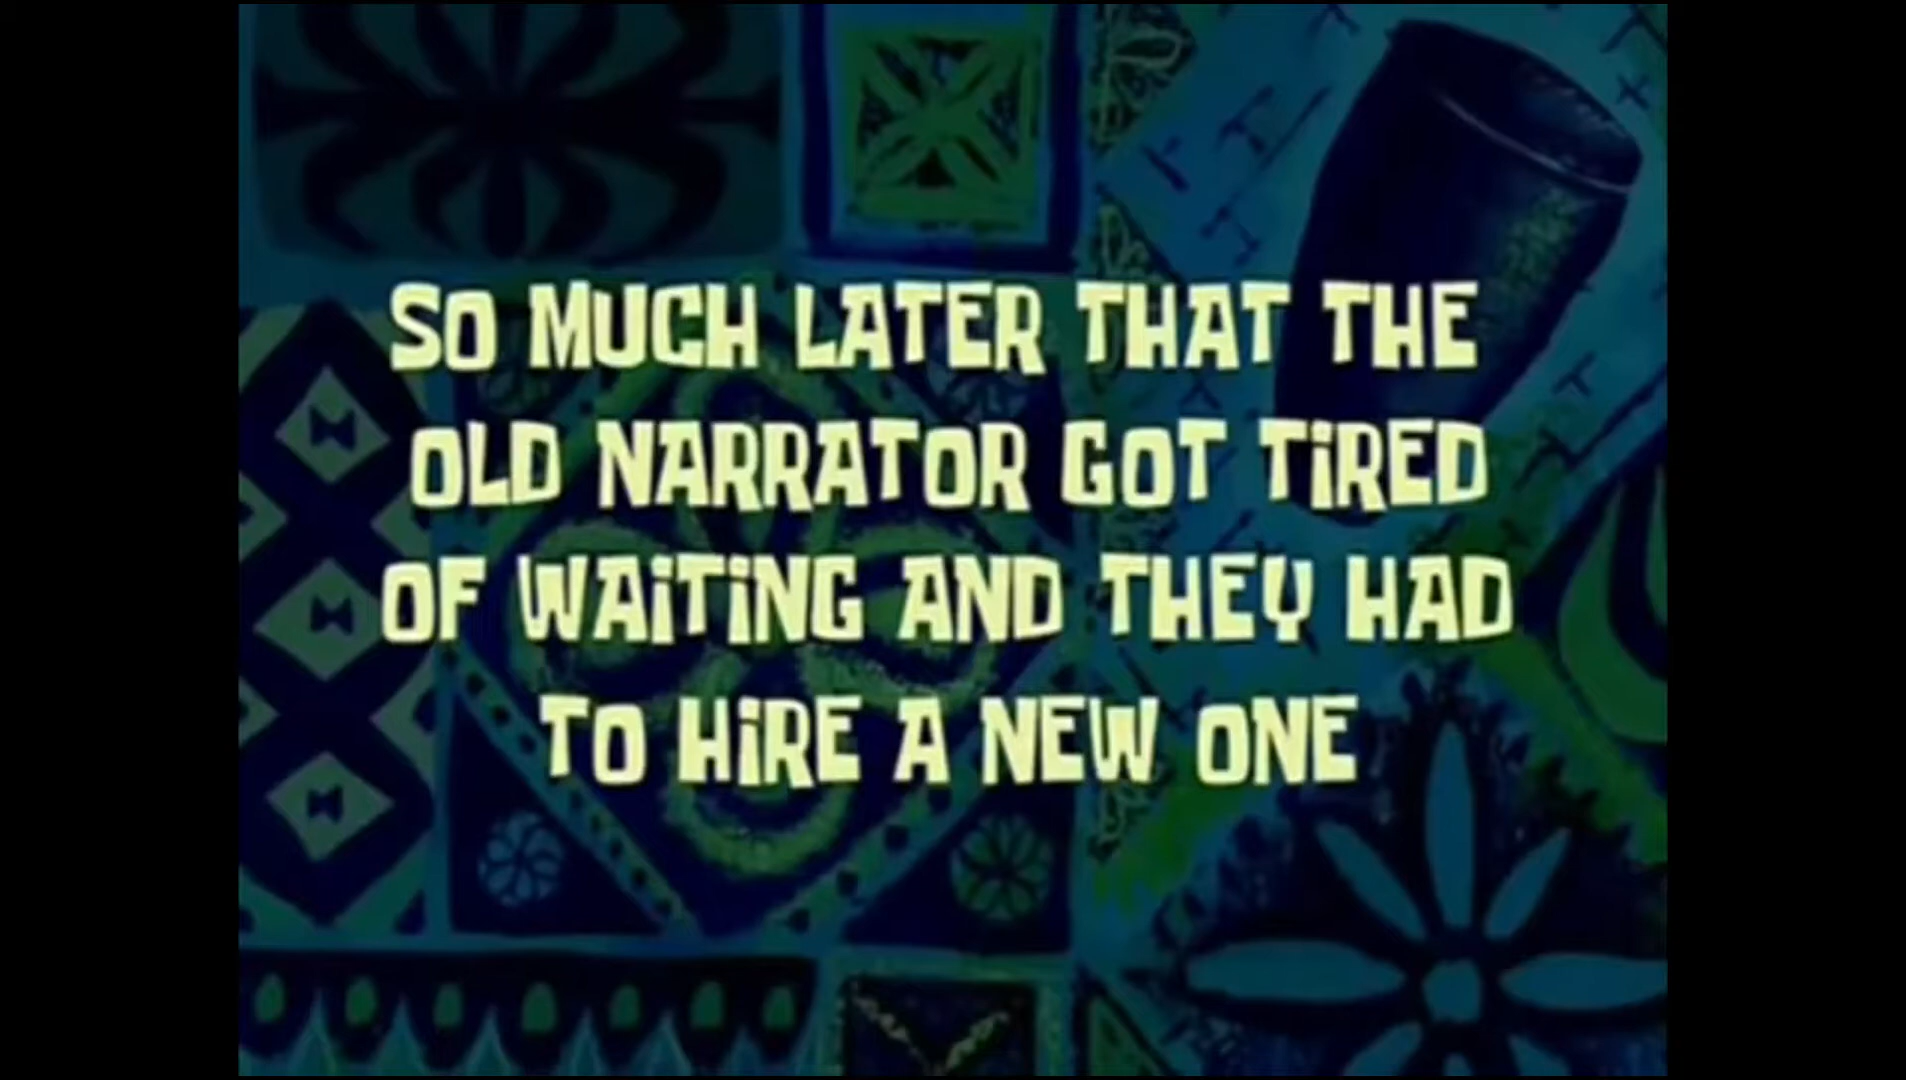 SO MUCH LATER THAT THE
OLD NARRATOR GOT TiRED
OF WAiTiNG AND THEY HAD
TO HiRE A NEW ONE